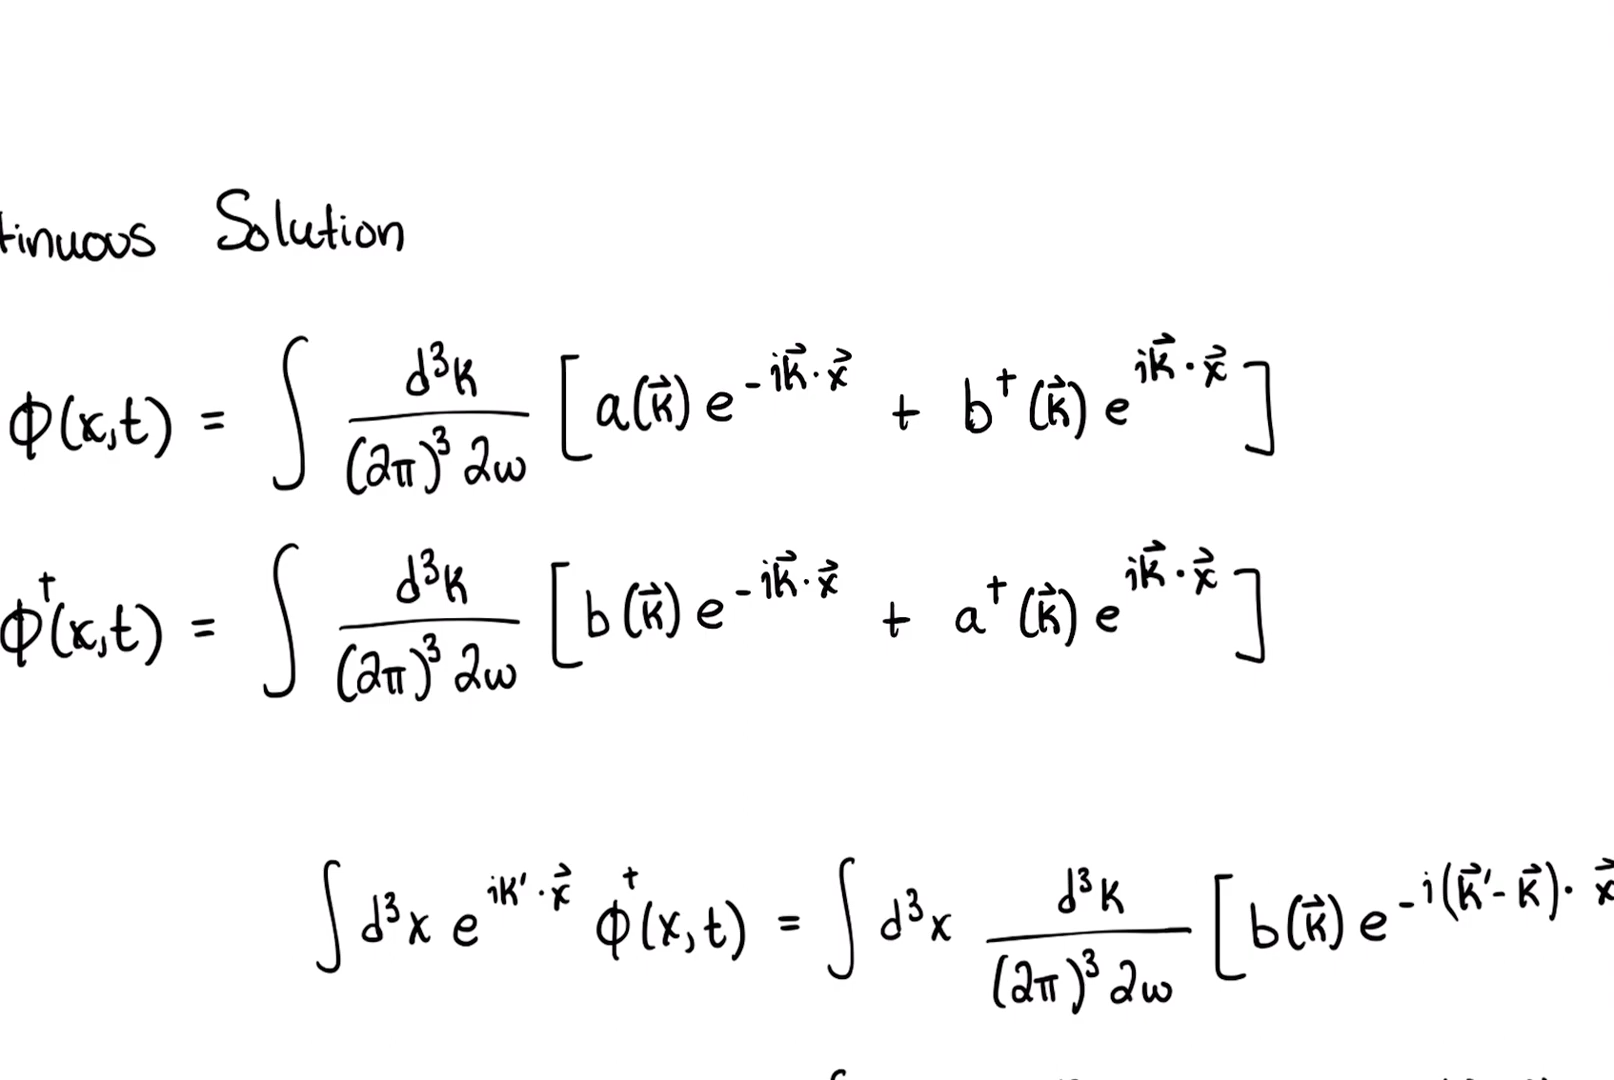 tinuous Solution
ϕ(x,t) = ∫ d³k / (2π)³ 2ω [ a(k⃗) e^{-ik⃗·x⃗} + b†(k⃗) e^{ik⃗·x⃗} ]
ϕ†(x,t) = ∫ d³k / (2π)³ 2ω [ b(k⃗) e^{-ik⃗·x⃗} + a†(k⃗) e^{ik⃗·x⃗} ]
∫ d³x e^{ik'·x⃗} ϕ†(x,t) = ∫ d³x d³k / (2π)³ 2ω [ b(k⃗) e^{-i(k⃗'-k⃗)·x⃗}